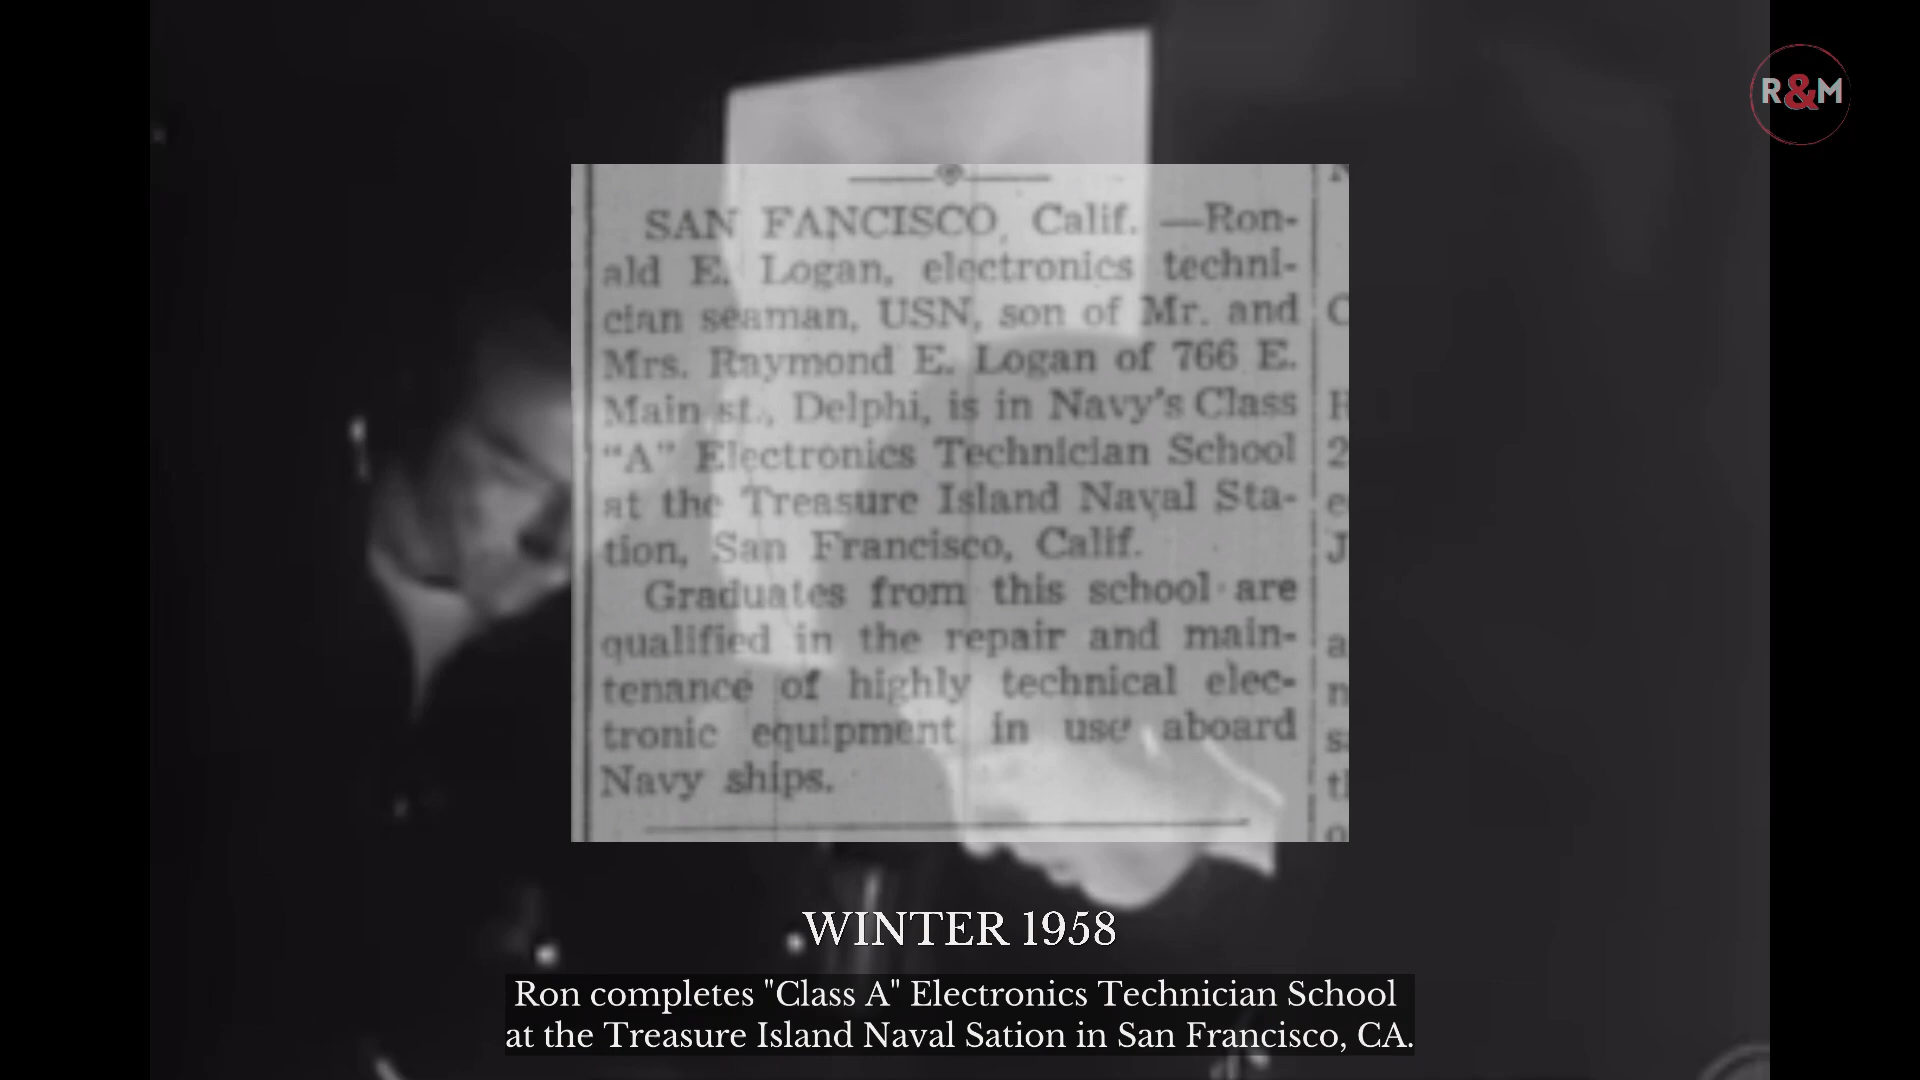 R&M
SAN FANCISCO, Calif. —Ron-
ald E. Logan, electronics techni-
cian seaman, USN, son of Mr. and
Mrs. Raymond E. Logan of 766 E.
Main st., Delphi, is in Navy's Class
“A” Electronics Technician School
at the Treasure Island Naval Sta-
tion, San Francisco, Calif.
Graduates from this school are
qualified in the repair and main-
tenance of highly technical elec-
tronic equipment in use aboard
Navy ships.
WINTER 1958
Ron completes "Class A" Electronics Technician School
at the Treasure Island Naval Sation in San Francisco, CA.